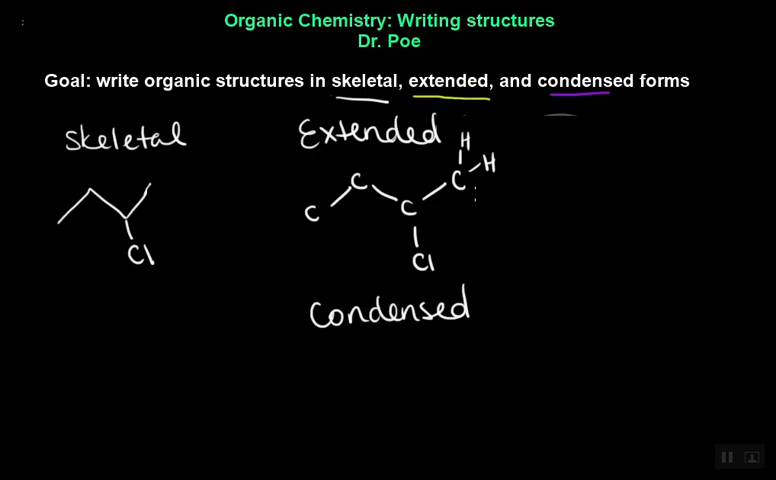 Organic Chemistry: Writing structures
Dr. Poe
Goal: write organic structures in skeletal, extended, and condensed forms
Skeletal
Extended
H
C
C
H
C
C
Cl
Cl
Condensed